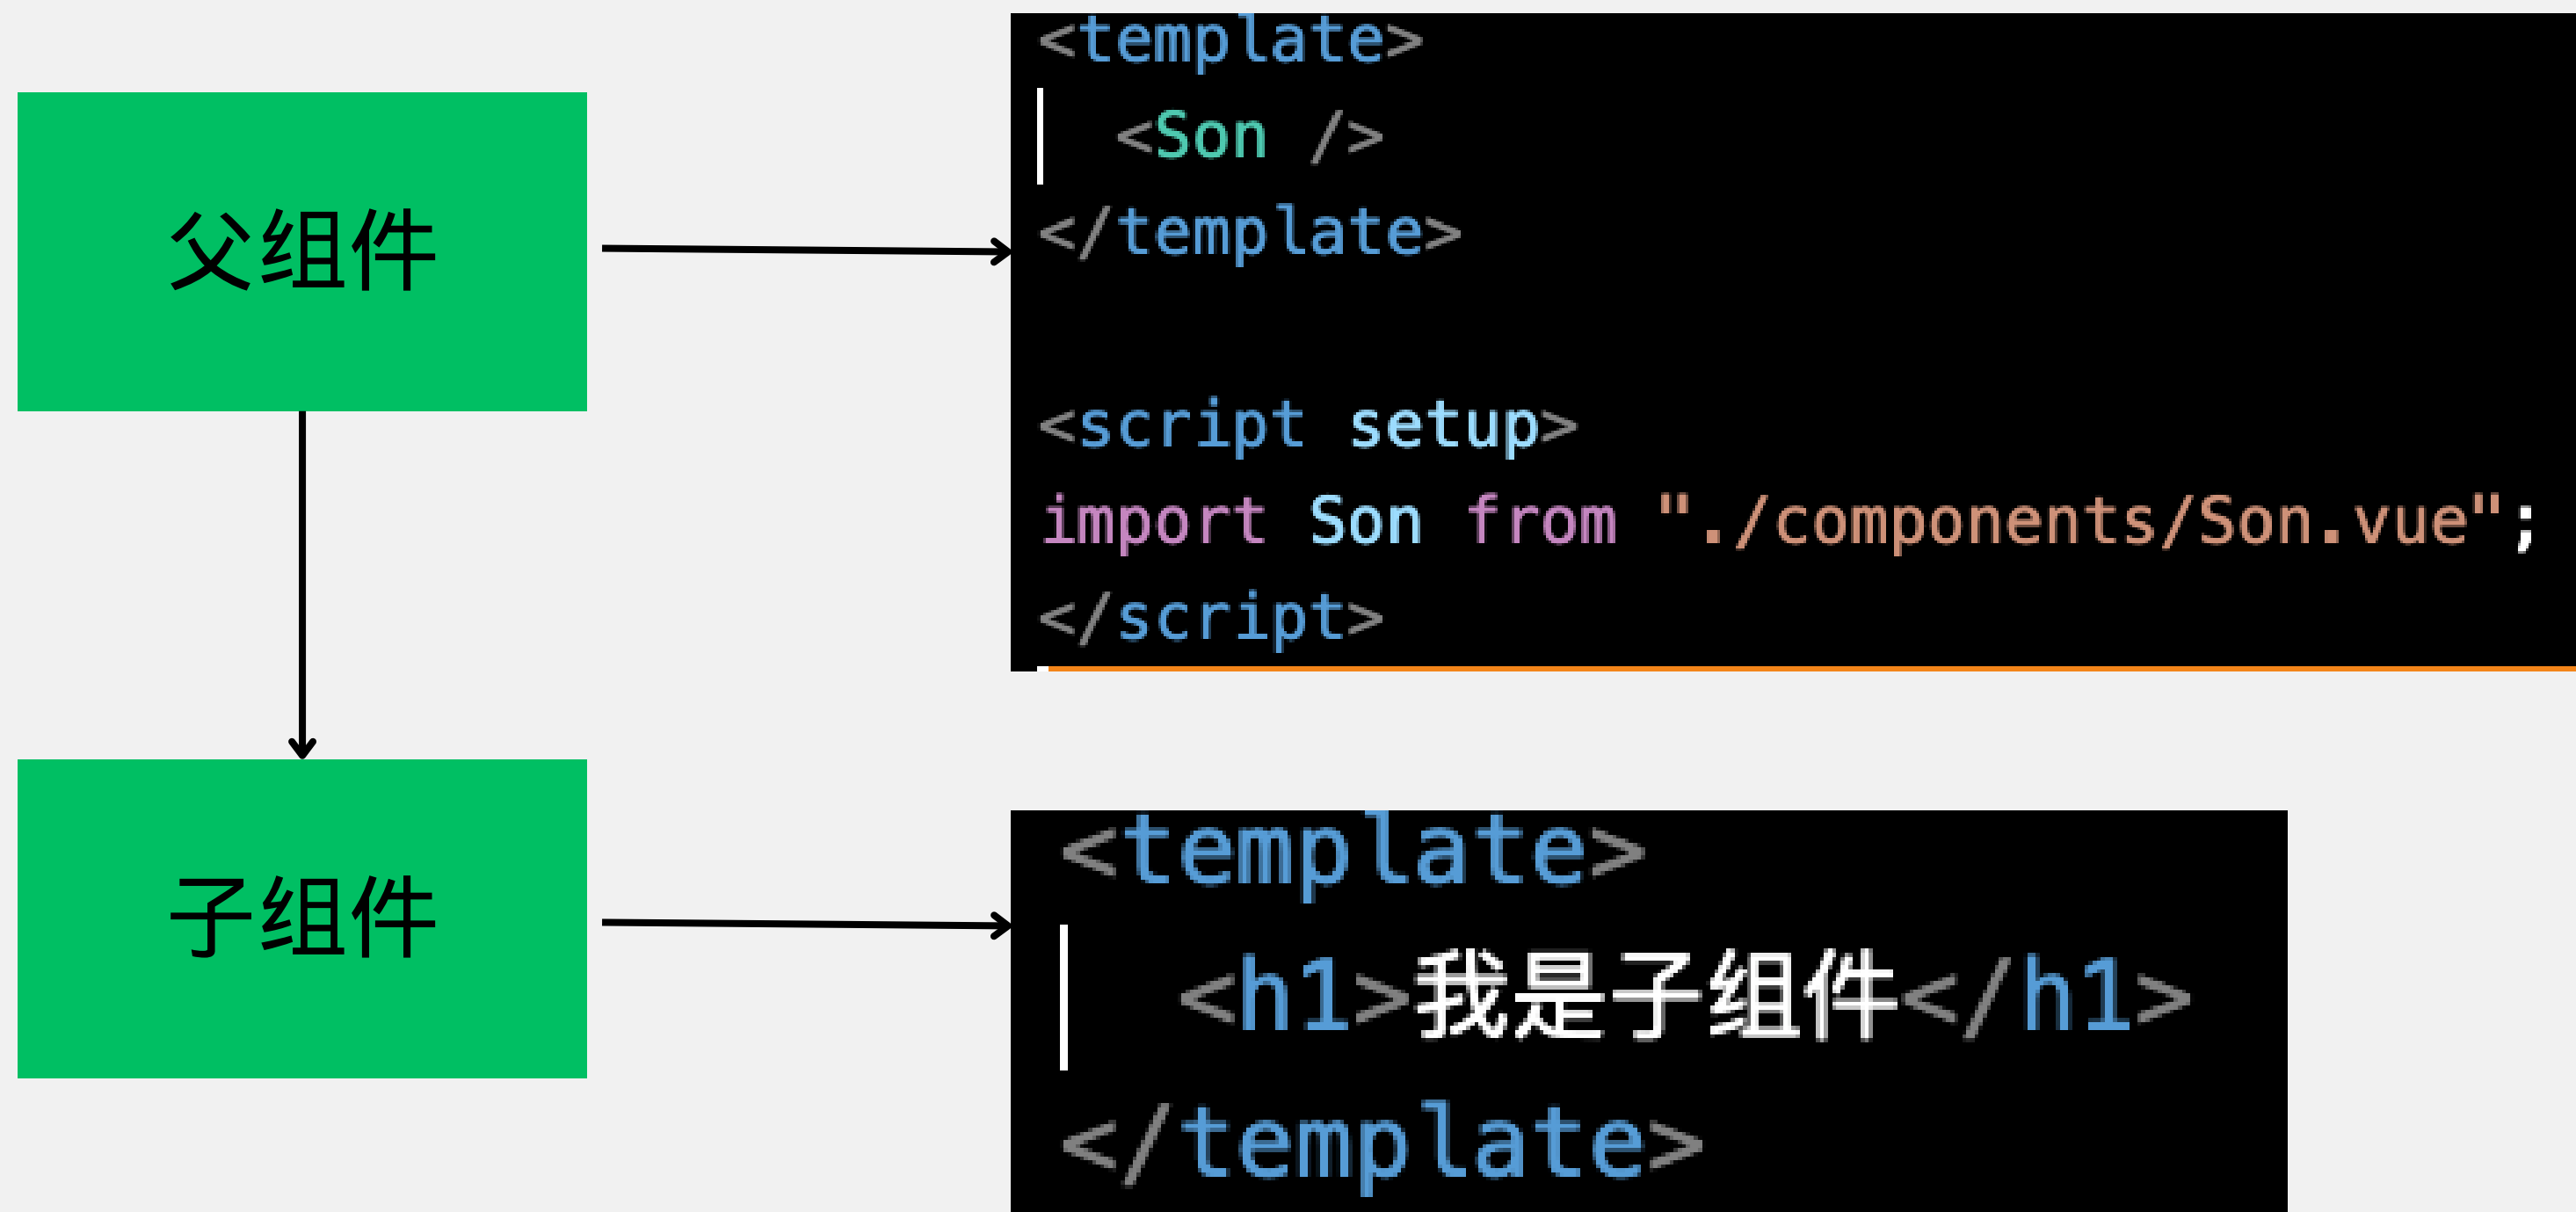 父组件
<template>
<Son />
</template>
<script setup>
import Son from "./components/Son.vue";
</script>
子组件
<template>
<h1>我是子组件</h1>
</template>